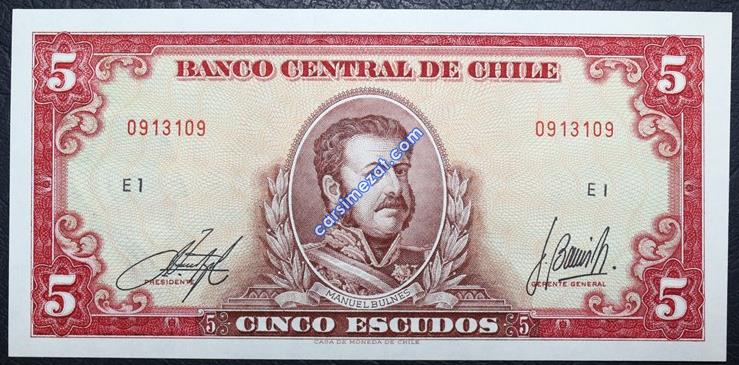 5 5
BANCO CENTRAL DE CHILE
0913109 0913109
E1 E1
carsimezat.com
PRESIDENTE GERENTE GENERAL
MANUEL BULNES
5 5 CINCO ESCUDOS 5 5
CASA DE MONEDA DE CHILE